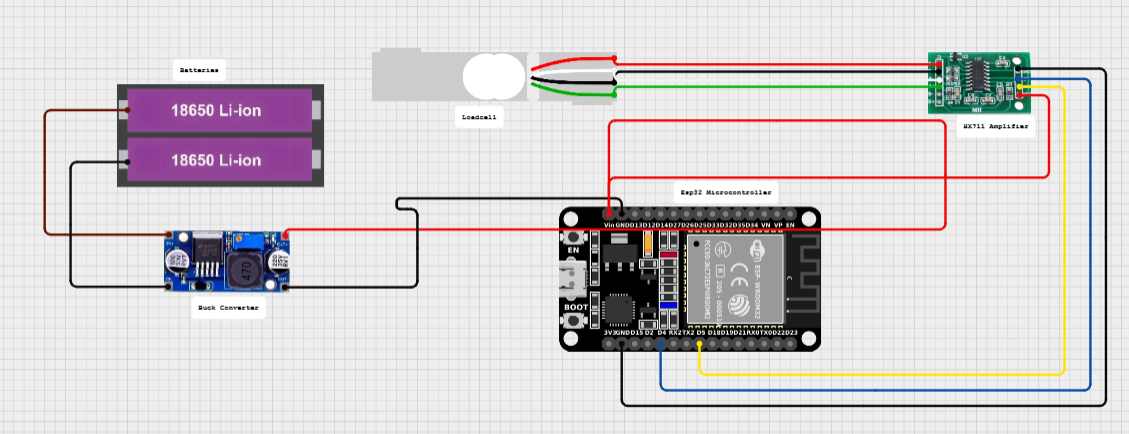 Batteries
18650 Li-ion
18650 Li-ion
Loadcell
HX711 Amplifier
Esp32 Microcontroller
Vin GND D13 D12 D14 D27 D26 D25 D33 D32 D35 D34 VN VP EN
EN
BOOT
ESP-WROOM-32
3V3 GND D15 D2 D4 RX2 TX2 D5 D18 D19 D21 RX0 TX0 D22 D23
470
Buck Converter